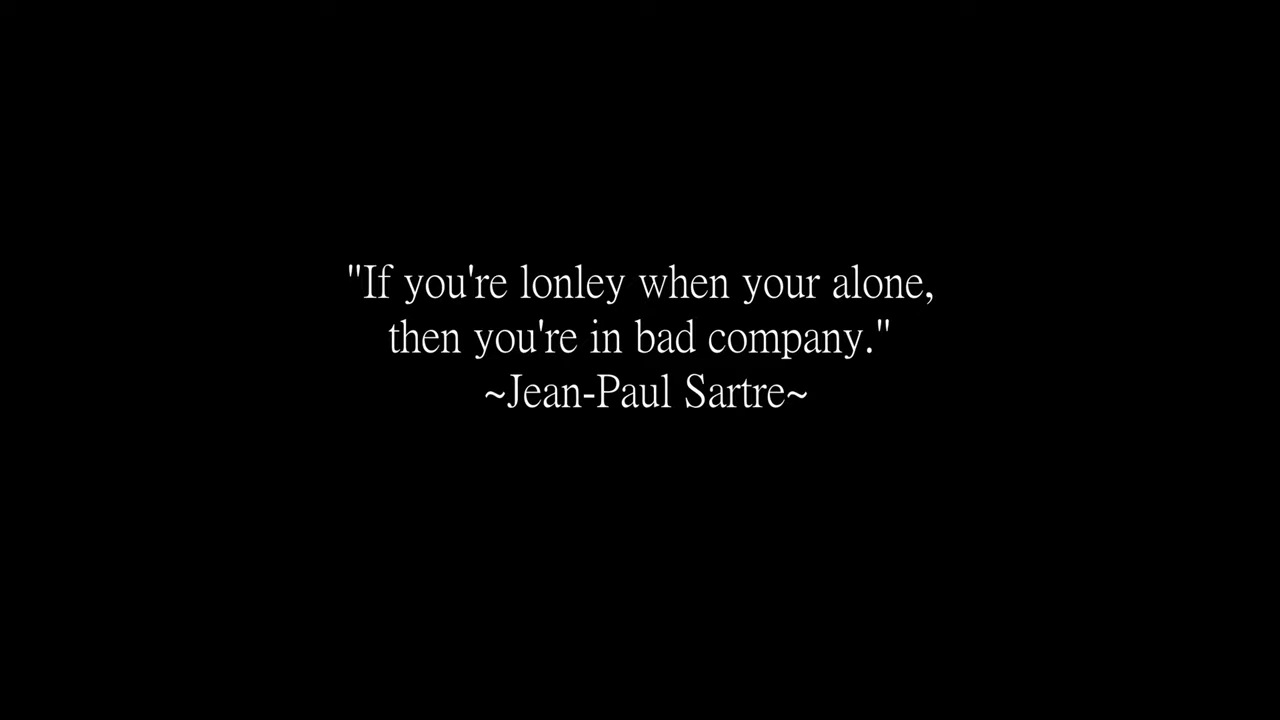 "If you're lonley when your alone,
then you're in bad company."
~Jean-Paul Sartre~